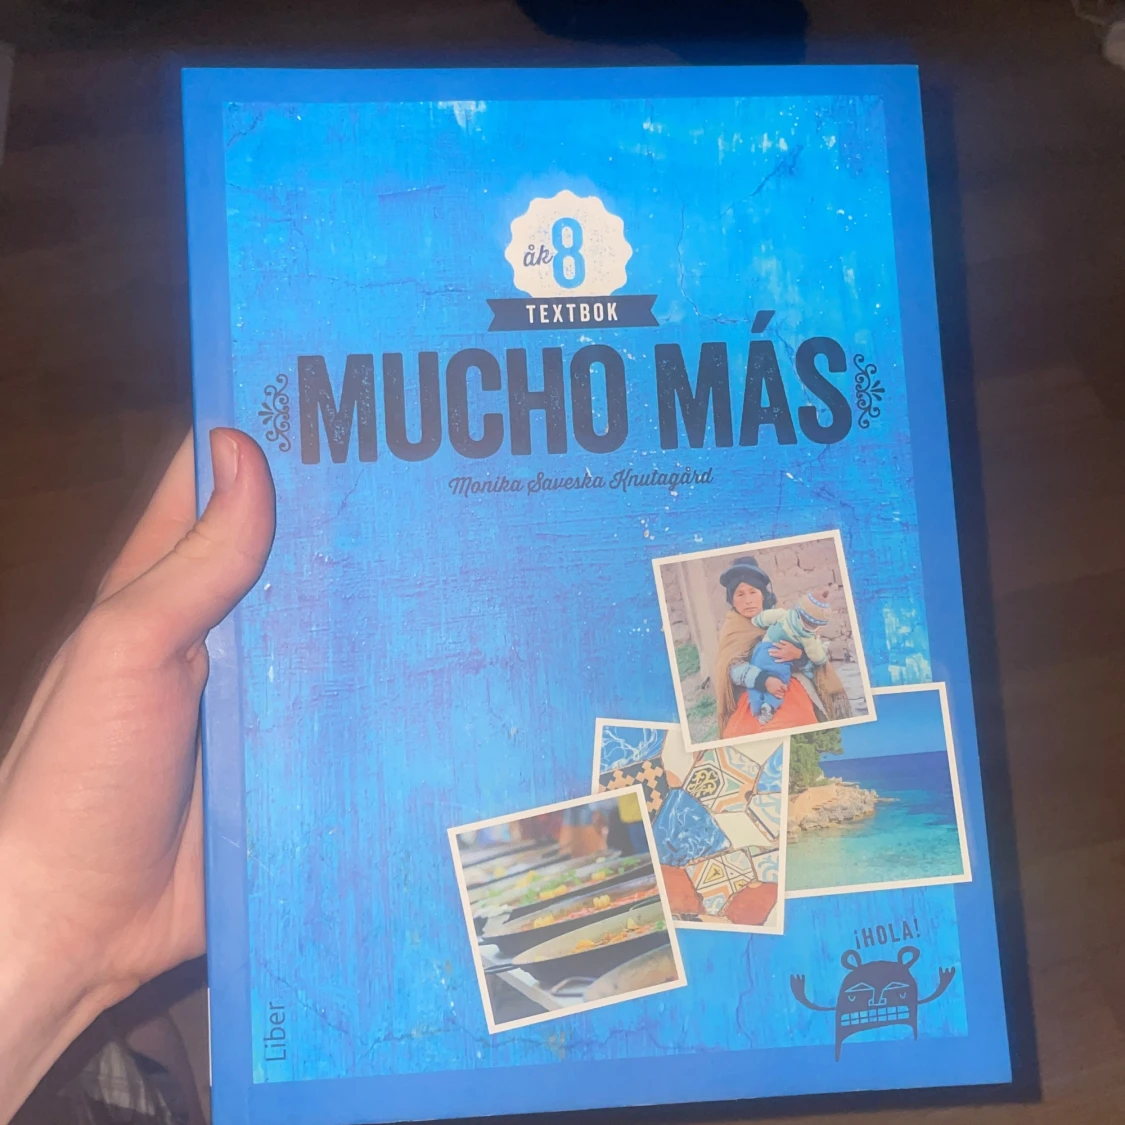 åk 8
TEXTBOK
MUCHO MÁS
Monika Saveska Knutagård
¡HOLA!
Liber